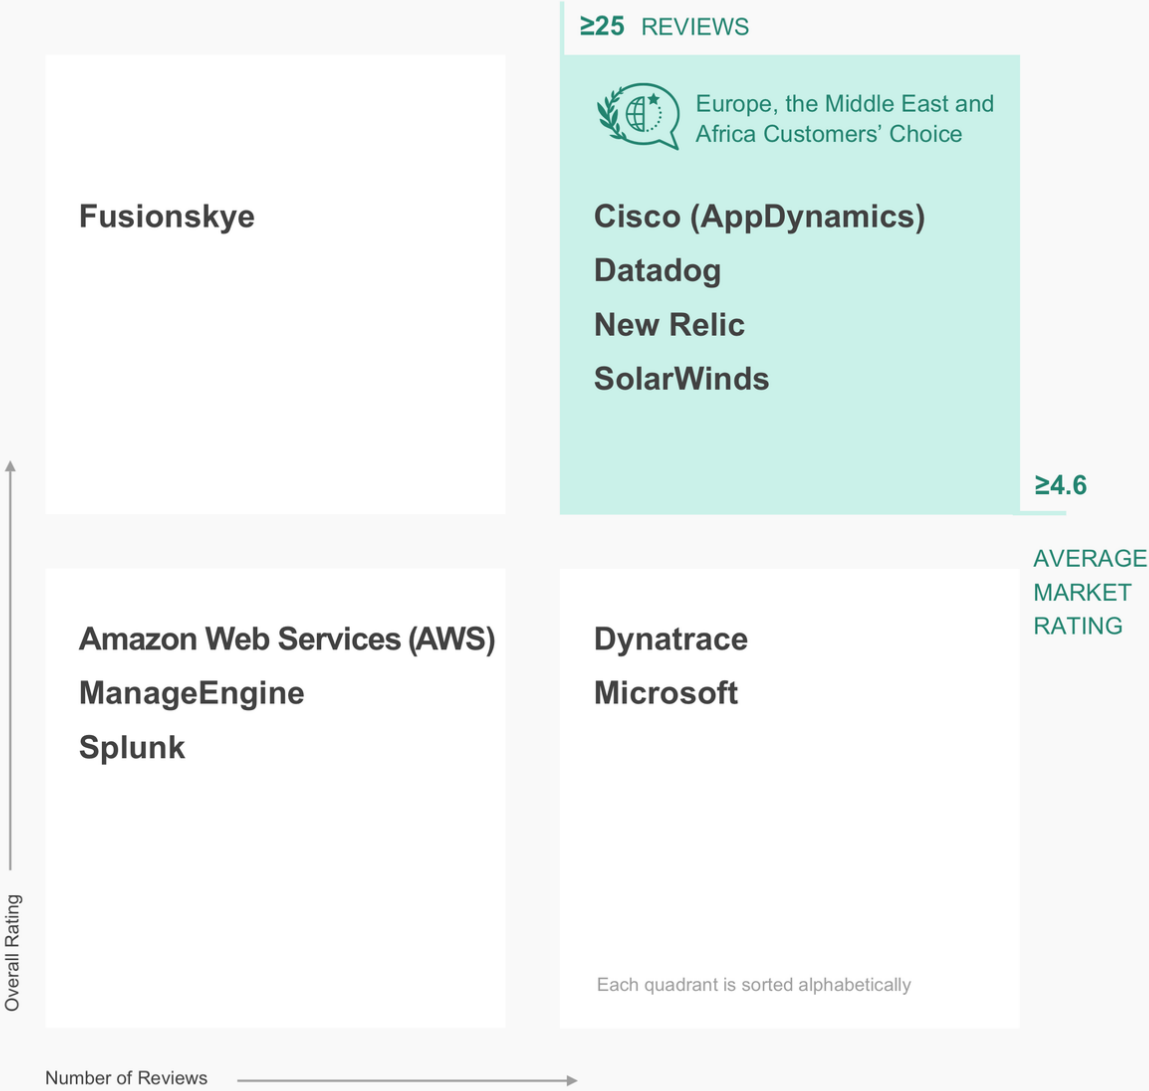 ≥25 REVIEWS
Europe, the Middle East and
Africa Customers’ Choice
Fusionskye
Cisco (AppDynamics)
Datadog
New Relic
SolarWinds
≥4.6
AVERAGE
MARKET
RATING
Amazon Web Services (AWS)
ManageEngine
Splunk
Dynatrace
Microsoft
Each quadrant is sorted alphabetically
Overall Rating
Number of Reviews